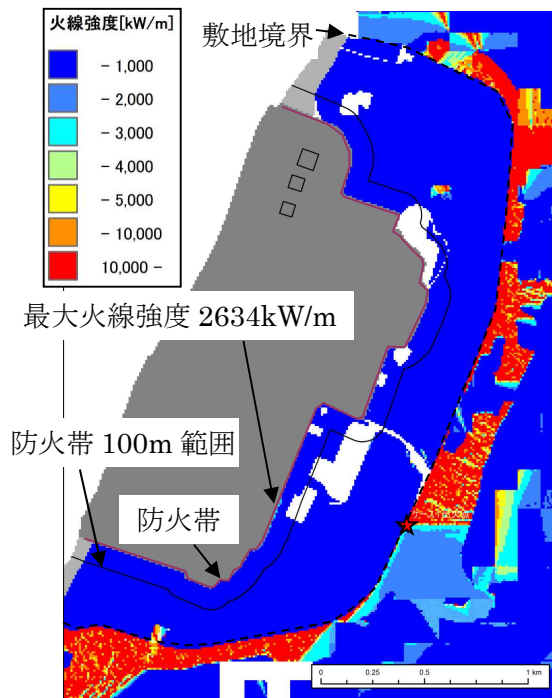 火線強度[kW/m]
- 1,000
- 2,000
- 3,000
- 4,000
- 5,000
- 10,000
10,000 -
敷地境界
最大火線強度 2634kW/m
防火帯 100m 範囲
防火帯
0 0.25 0.5 1 km